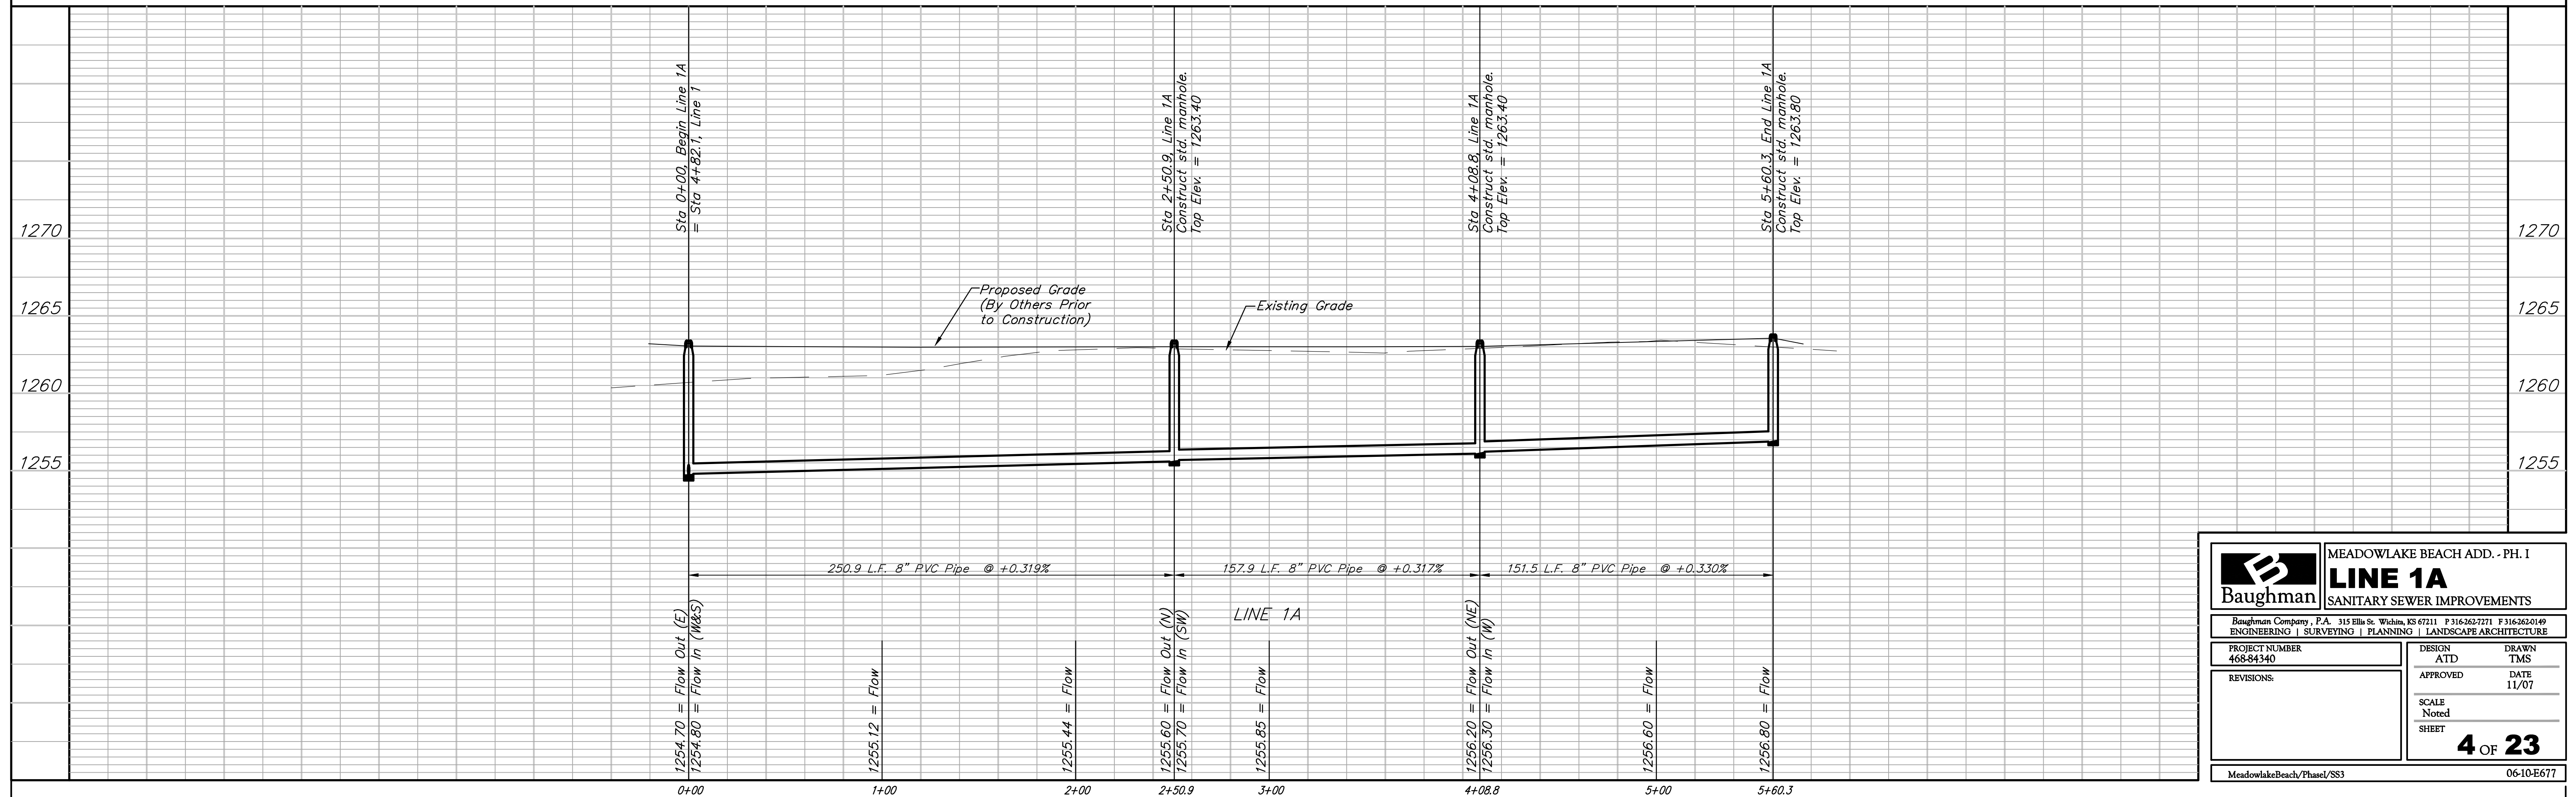 Sta 0+00, Begin Line 1A
= Sta 4+82.1, Line 1
Sta 2+50.9, Line 1A
Construct std. manhole.
Top Elev. = 1263.40
Sta 4+08.8, Line 1A
Construct std. manhole.
Top Elev. = 1263.40
Sta 5+60.3, End Line 1A
Construct std. manhole.
Top Elev. = 1263.80
1270
1265
1260
1255
1270
1265
1260
1255
Proposed Grade
(By Others Prior
to Construction)
Existing Grade
250.9 L.F. 8" PVC Pipe @ +0.319%
157.9 L.F. 8" PVC Pipe @ +0.317%
151.5 L.F. 8" PVC Pipe @ +0.330%
LINE 1A
1254.70 = Flow Out (E)
1254.80 = Flow In (W&S)
1255.12 = Flow
1255.44 = Flow
1255.60 = Flow Out (N)
1255.70 = Flow In (SW)
1255.85 = Flow
1256.20 = Flow Out (NE)
1256.30 = Flow In (W)
1256.60 = Flow
1256.80 = Flow
0+00
1+00
2+00
2+50.9
3+00
4+08.8
5+00
5+60.3
Baughman
MEADOWLAKE BEACH ADD. - PH. I
LINE 1A
SANITARY SEWER IMPROVEMENTS
Baughman Company, P.A. 315 Ellis St. Wichita, KS 67211 P 316-262-7271 F 316-262-0149
ENGINEERING | SURVEYING | PLANNING | LANDSCAPE ARCHITECTURE
PROJECT NUMBER
468-84340
REVISIONS:
DESIGN
ATD
DRAWN
TMS
APPROVED
DATE
11/07
SCALE
Noted
SHEET
4 OF 23
MeadowlakeBeach/PhaseI/SS3
06-10-E677